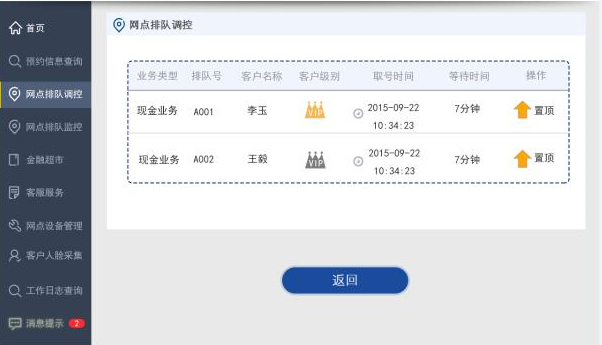 首页
预约信息查询
网点排队调控
网点排队监控
金融超市
客服服务
网点设备管理
客户人脸采集
工作日志查询
消息提示 2
网点排队调控
业务类型 排队号 客户名称 客户级别 取号时间 等待时间 操作
现金业务 A001 李玉 VIP 2015-09-22 10:34:23 7分钟 置顶
现金业务 A002 王毅 VIP 2015-09-22 10:34:23 7分钟 置顶
返回